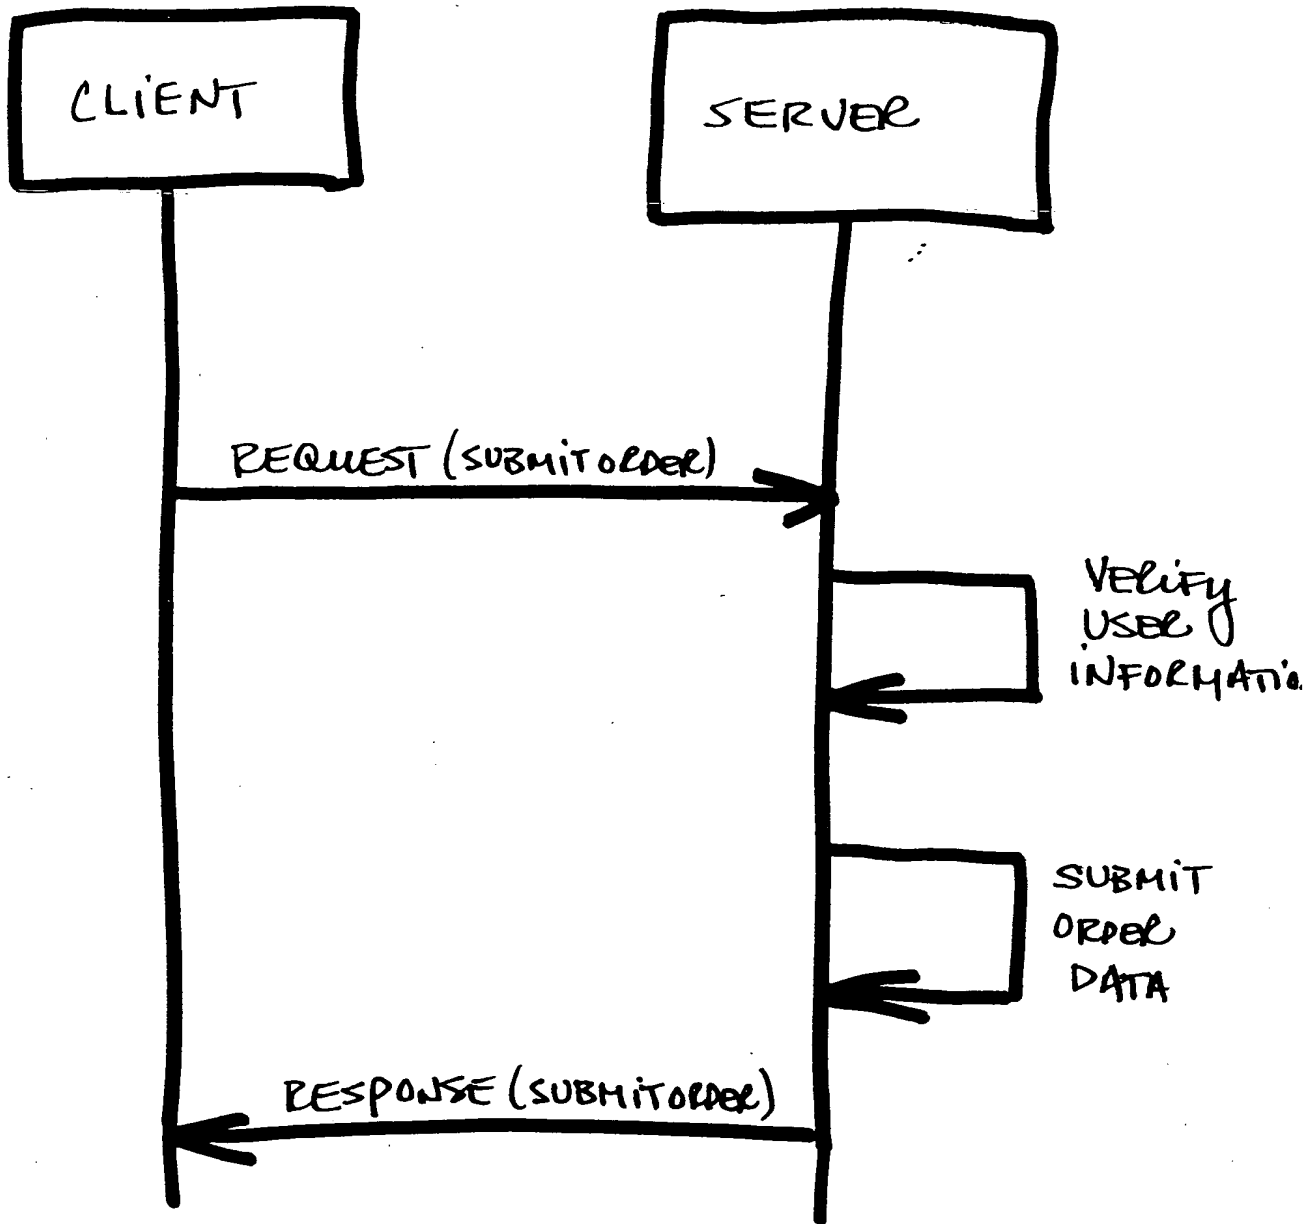 CLIENT
SERVER
REQUEST (SUBMITORDER)
VERIFY
USER
INFORMATIO
SUBMIT
ORDER
DATA
RESPONSE (SUBMITORDER)